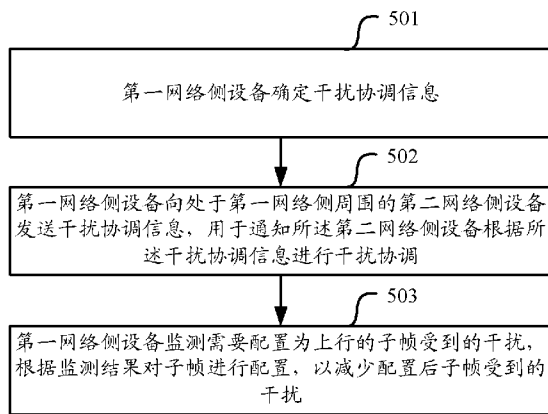 501
第一网络侧设备确定干扰协调信息
502
第一网络侧设备向处于第一网络侧周围的第二网络侧设备
发送干扰协调信息，用于通知所述第二网络侧设备根据所
述干扰协调信息进行干扰协调
503
第一网络侧设备监测需要配置为上行的子帧受到的干扰，
根据监测结果对子帧进行配置，以减少配置后子帧受到的
干扰